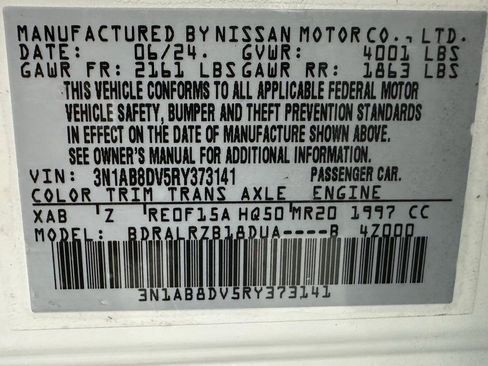 MANUFACTURED BY NISSAN MOTOR CO., LTD.
DATE: 06/24. GVWR: 4001 LBS
GAWR FR: 2161 LBS GAWR RR: 1863 LBS
THIS VEHICLE CONFORMS TO ALL APPLICABLE FEDERAL MOTOR
VEHICLE SAFETY, BUMPER AND THEFT PREVENTION STANDARDS
IN EFFECT ON THE DATE OF MANUFACTURE SHOWN ABOVE.
SEE OWNER'S MANUAL FOR ADDITIONAL INFORMATION.
VIN: 3N1AB8DV5RY373141 PASSENGER CAR
COLOR TRIM TRANS AXLE ENGINE
XAB 'Z RE0F15A HQ50 MR20 1997 CC
MODEL: BDRALRZB18DUA----B 4Z000
3N1AB8DV5RY373141